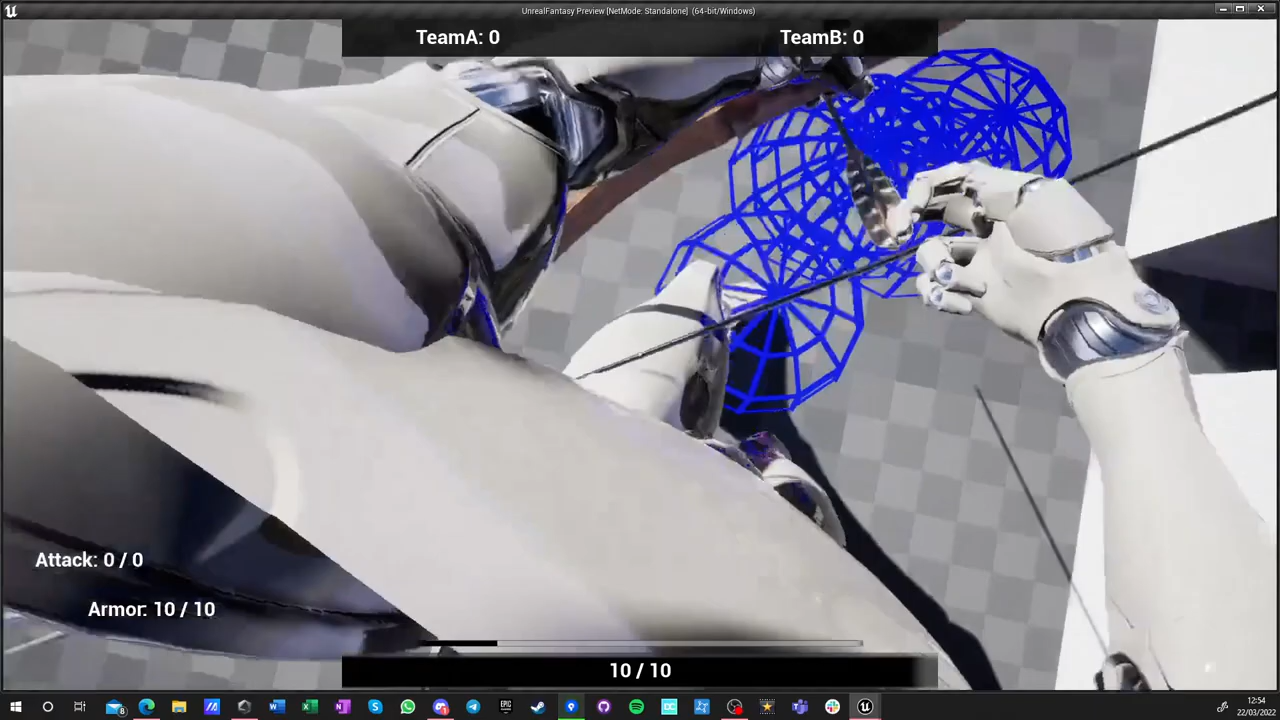 UnrealFantasy Preview [NetMode: Standalone] (64-bit/Windows)
TeamA: 0
TeamB: 0
Attack: 0 / 0
Armor: 10 / 10
10 / 10
12:54
22/03/2022